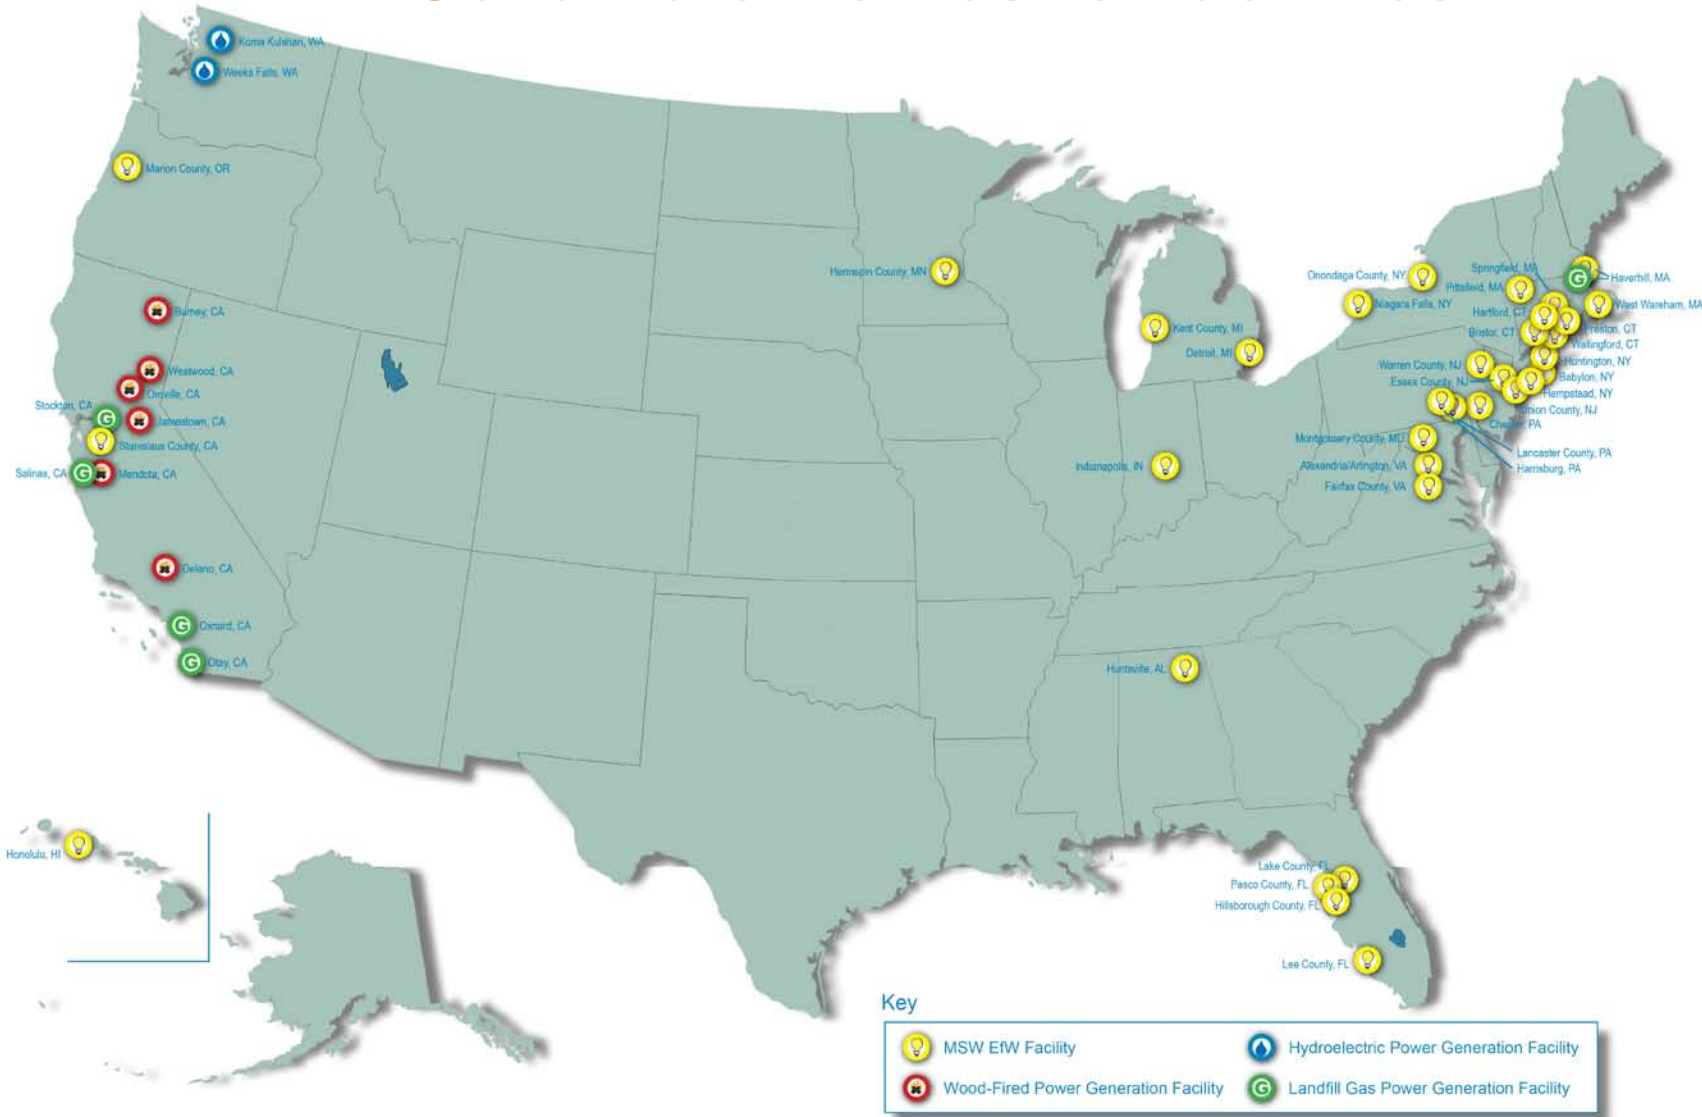 Koma Kulshan, WA
Weeks Falls, WA
Marion County, OR
Hennepin County, MN
Onondaga County, NY
Springfield, MA
Haverhill, MA
Pittsfield, MA
Niagara Falls, NY
West Wareham, MA
Burney, CA
Hartford, CT
Kent County, MI
Preston, CT
Bristol, CT
Wallingford, CT
Detroit, MI
Huntington, NY
Warren County, NJ
Westwood, CA
Babylon, NY
Essex County, NJ
Oroville, CA
Hempstead, NY
Stockton, CA
Union County, NJ
Jamestown, CA
Chester, PA
Montgomery County, MD
Stanislaus County, CA
Lancaster County, PA
Indianapolis, IN
Alexandria/Arlington, VA
Harrisburg, PA
Salinas, CA
Mendota, CA
Fairfax County, VA
Delano, CA
Oxnard, CA
Otay, CA
Huntsville, AL
Honolulu, HI
Lake County, FL
Pasco County, FL
Hillsborough County, FL
Lee County, FL
Key
MSW EfW Facility
Hydroelectric Power Generation Facility
Wood-Fired Power Generation Facility
G Landfill Gas Power Generation Facility